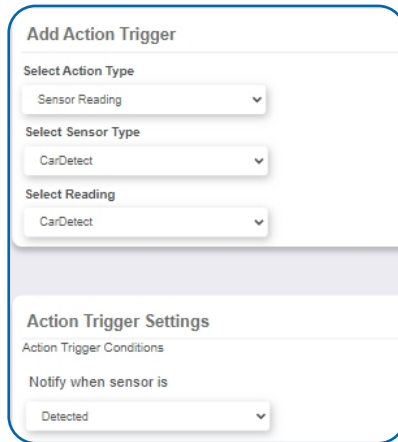 Add Action Trigger
Select Action Type
Sensor Reading
Select Sensor Type
CarDetect
Select Reading
CarDetect
Action Trigger Settings
Action Trigger Conditions
Notify when sensor is
Detected